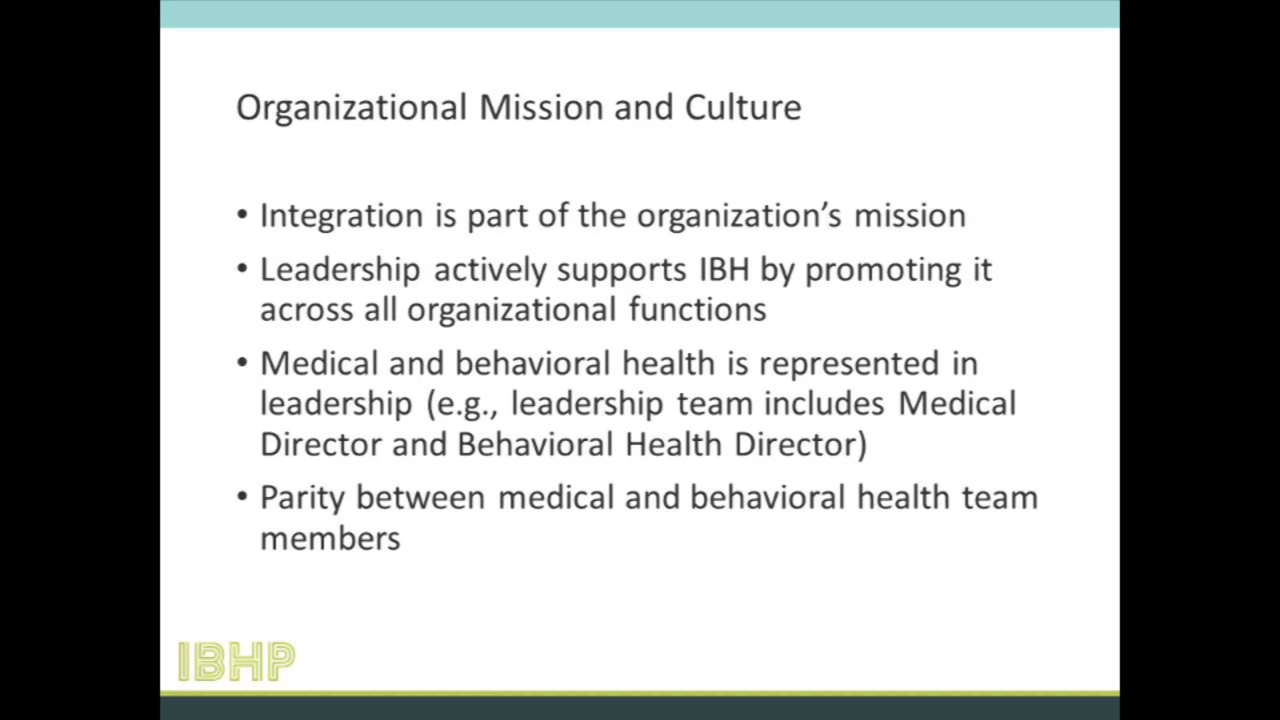 Organizational Mission and Culture
• Integration is part of the organization’s mission
• Leadership actively supports IBH by promoting it
across all organizational functions
• Medical and behavioral health is represented in
leadership (e.g., leadership team includes Medical
Director and Behavioral Health Director)
• Parity between medical and behavioral health team
members
IBHP